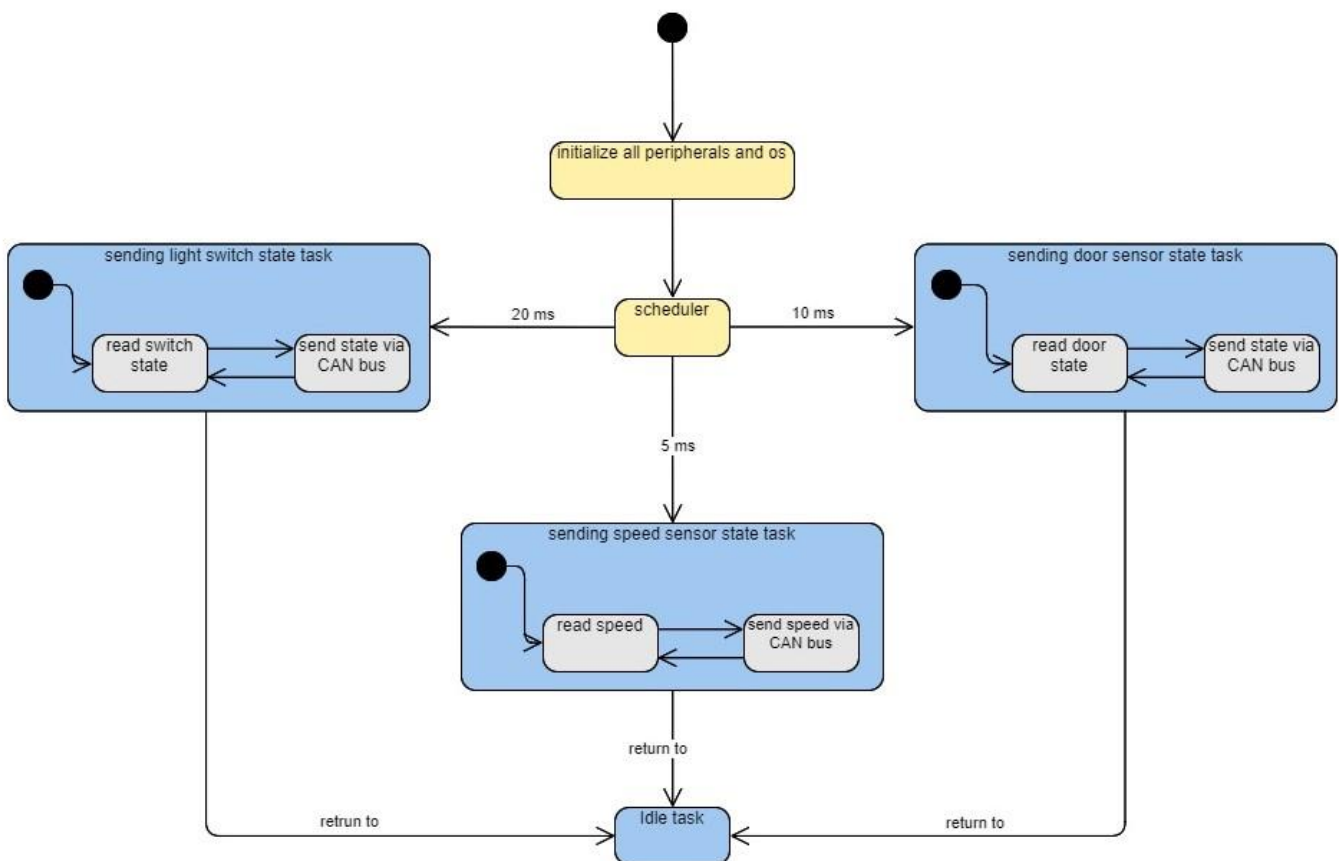 initialize all peripherals and os
sending light switch state task
sending door sensor state task
20 ms
scheduler
10 ms
read switch
state
send state via
CAN bus
read door
state
send state via
CAN bus
5 ms
sending speed sensor state task
read speed
send speed via
CAN bus
return to
Idle task
retrun to
return to